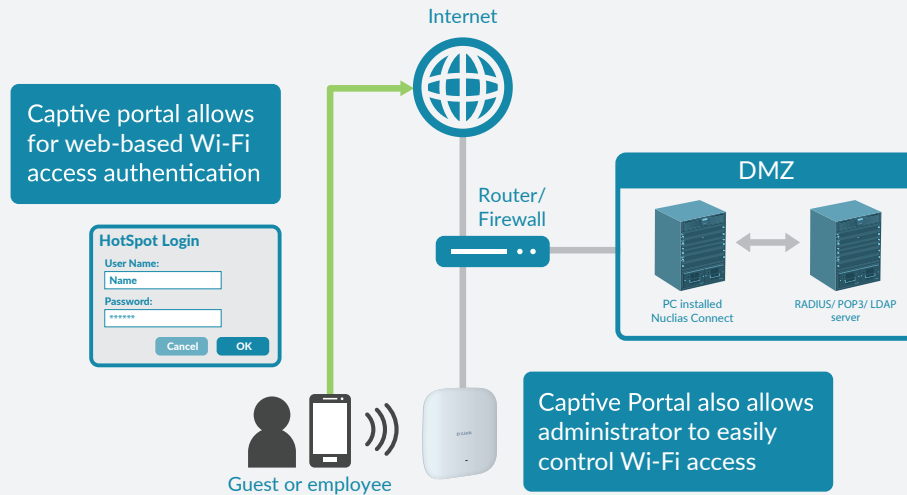 Internet
Captive portal allows
for web-based Wi-Fi
access authentication
Router/
Firewall
DMZ
PC installed
Nuclias Connect
RADIUS/ POP3/ LDAP
server
HotSpot Login
User Name:
Name
Password:
******
Cancel
OK
D-Link
Captive Portal also allows
administrator to easily
control Wi-Fi access
Guest or employee